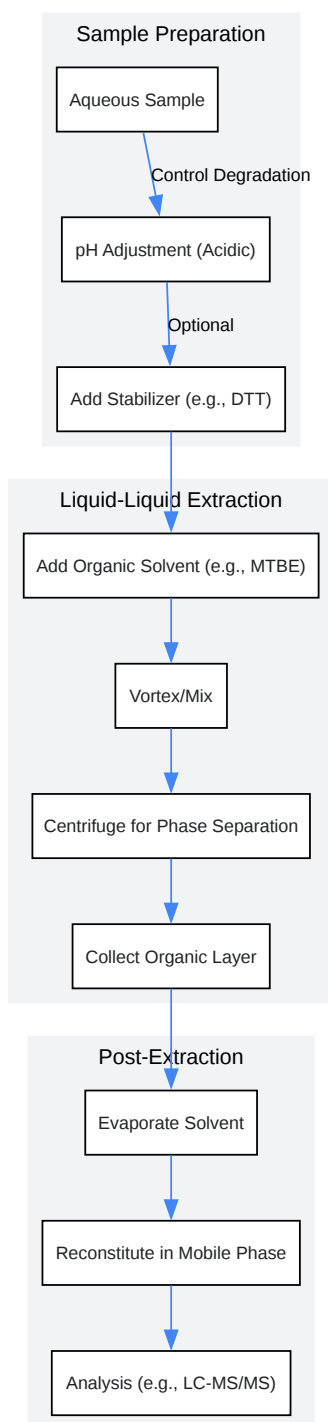 Sample Preparation
Aqueous Sample
Control Degradation
pH Adjustment (Acidic)
Optional
Add Stabilizer (e.g., DTT)
Liquid-Liquid Extraction
Add Organic Solvent (e.g., MTBE)
Vortex/Mix
Centrifuge for Phase Separation
Collect Organic Layer
Post-Extraction
Evaporate Solvent
Reconstitute in Mobile Phase
Analysis (e.g., LC-MS/MS)